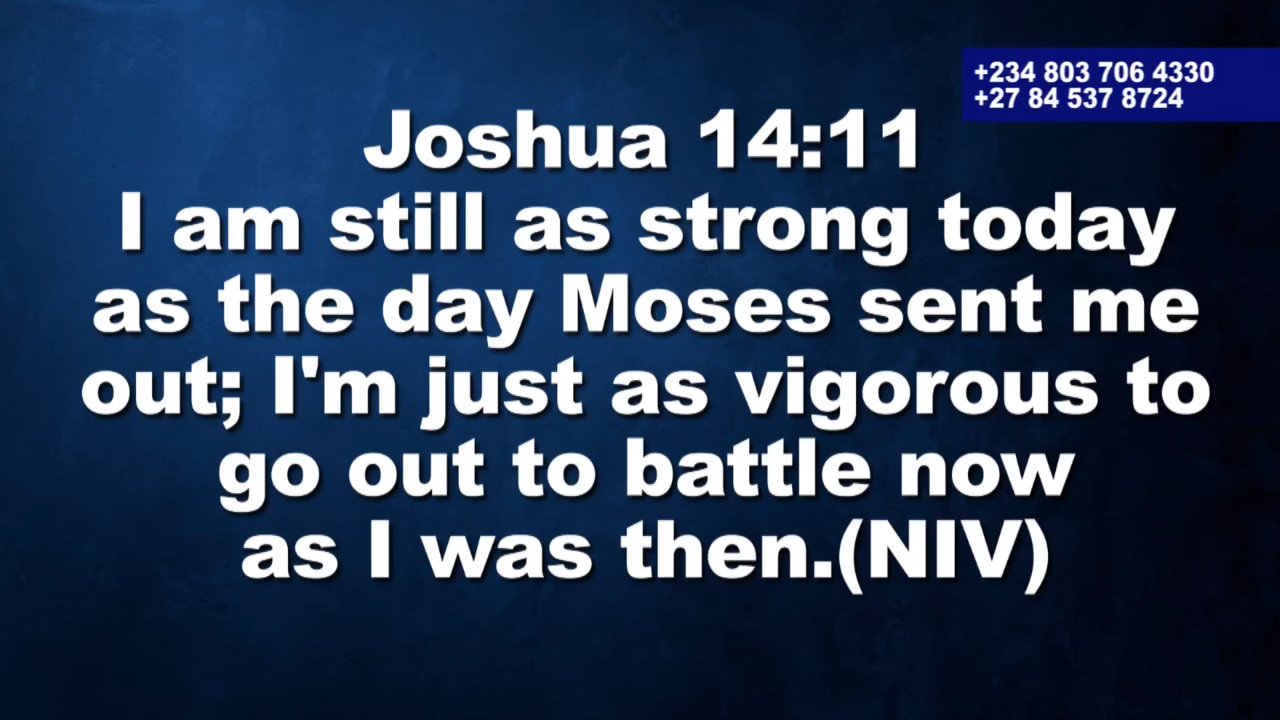 +234 803 706 4330
+27 84 537 8724
Joshua 14:11
I am still as strong today
as the day Moses sent me
out; I'm just as vigorous to
go out to battle now
as I was then.(NIV)